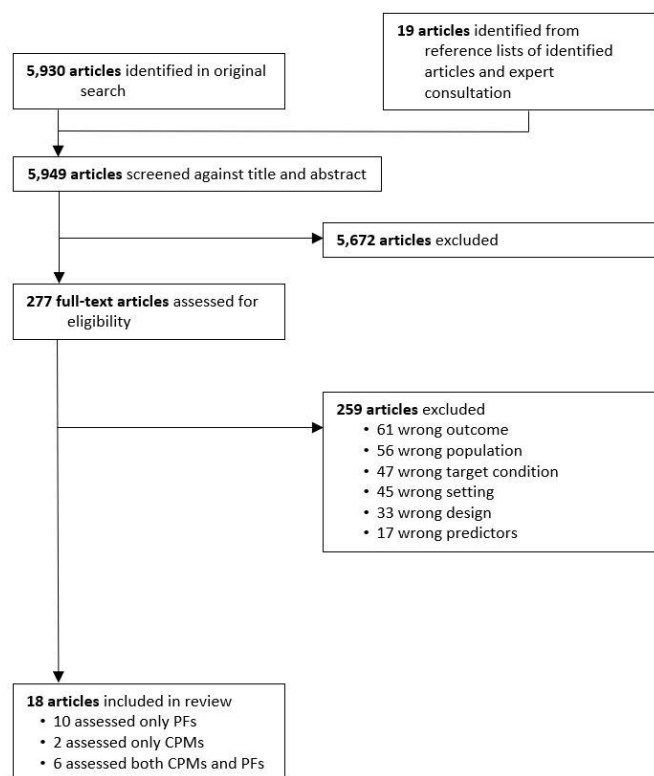 5,930 articles identified in original
search
19 articles identified from
reference lists of identified
articles and expert
consultation
5,949 articles screened against title and abstract
5,672 articles excluded
277 full-text articles assessed for
eligibility
259 articles excluded
• 61 wrong outcome
• 56 wrong population
• 47 wrong target condition
• 45 wrong setting
• 33 wrong design
• 17 wrong predictors
18 articles included in review
• 10 assessed only PFs
• 2 assessed only CPMs
• 6 assessed both CPMs and PFs